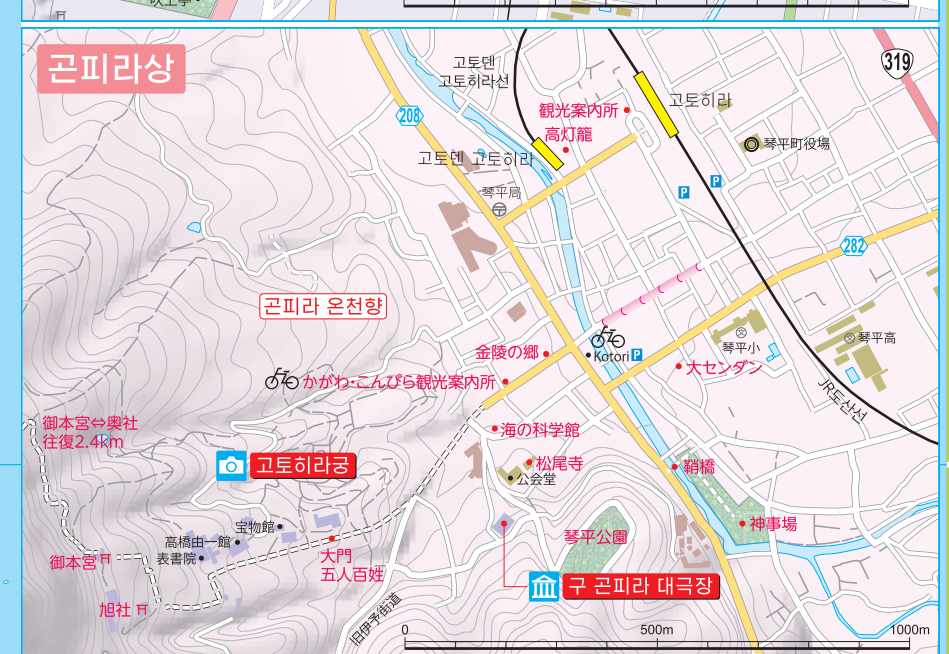 곤피라상
319
고토덴
고토히라선
고토히라
観光案内所
208
高灯籠
琴平町役場
고토덴 고토히라
P
P
琴平局
282
곤피라 온천향
琴平小
琴平高
金陵の郷
Kotori P
大センダン
かがわ・こんぴら観光案内所
JR도산선
御本宮⇔奥社
往復2.4km
海の科学館
고토히라궁
松尾寺
鞘橋
公会堂
宝物館
神事場
高橋由一館
琴平公園
表書院
大門
五人百姓
御本宮
구 곤피라 대극장
旭社
旧伊予街道
0
500m
1000m